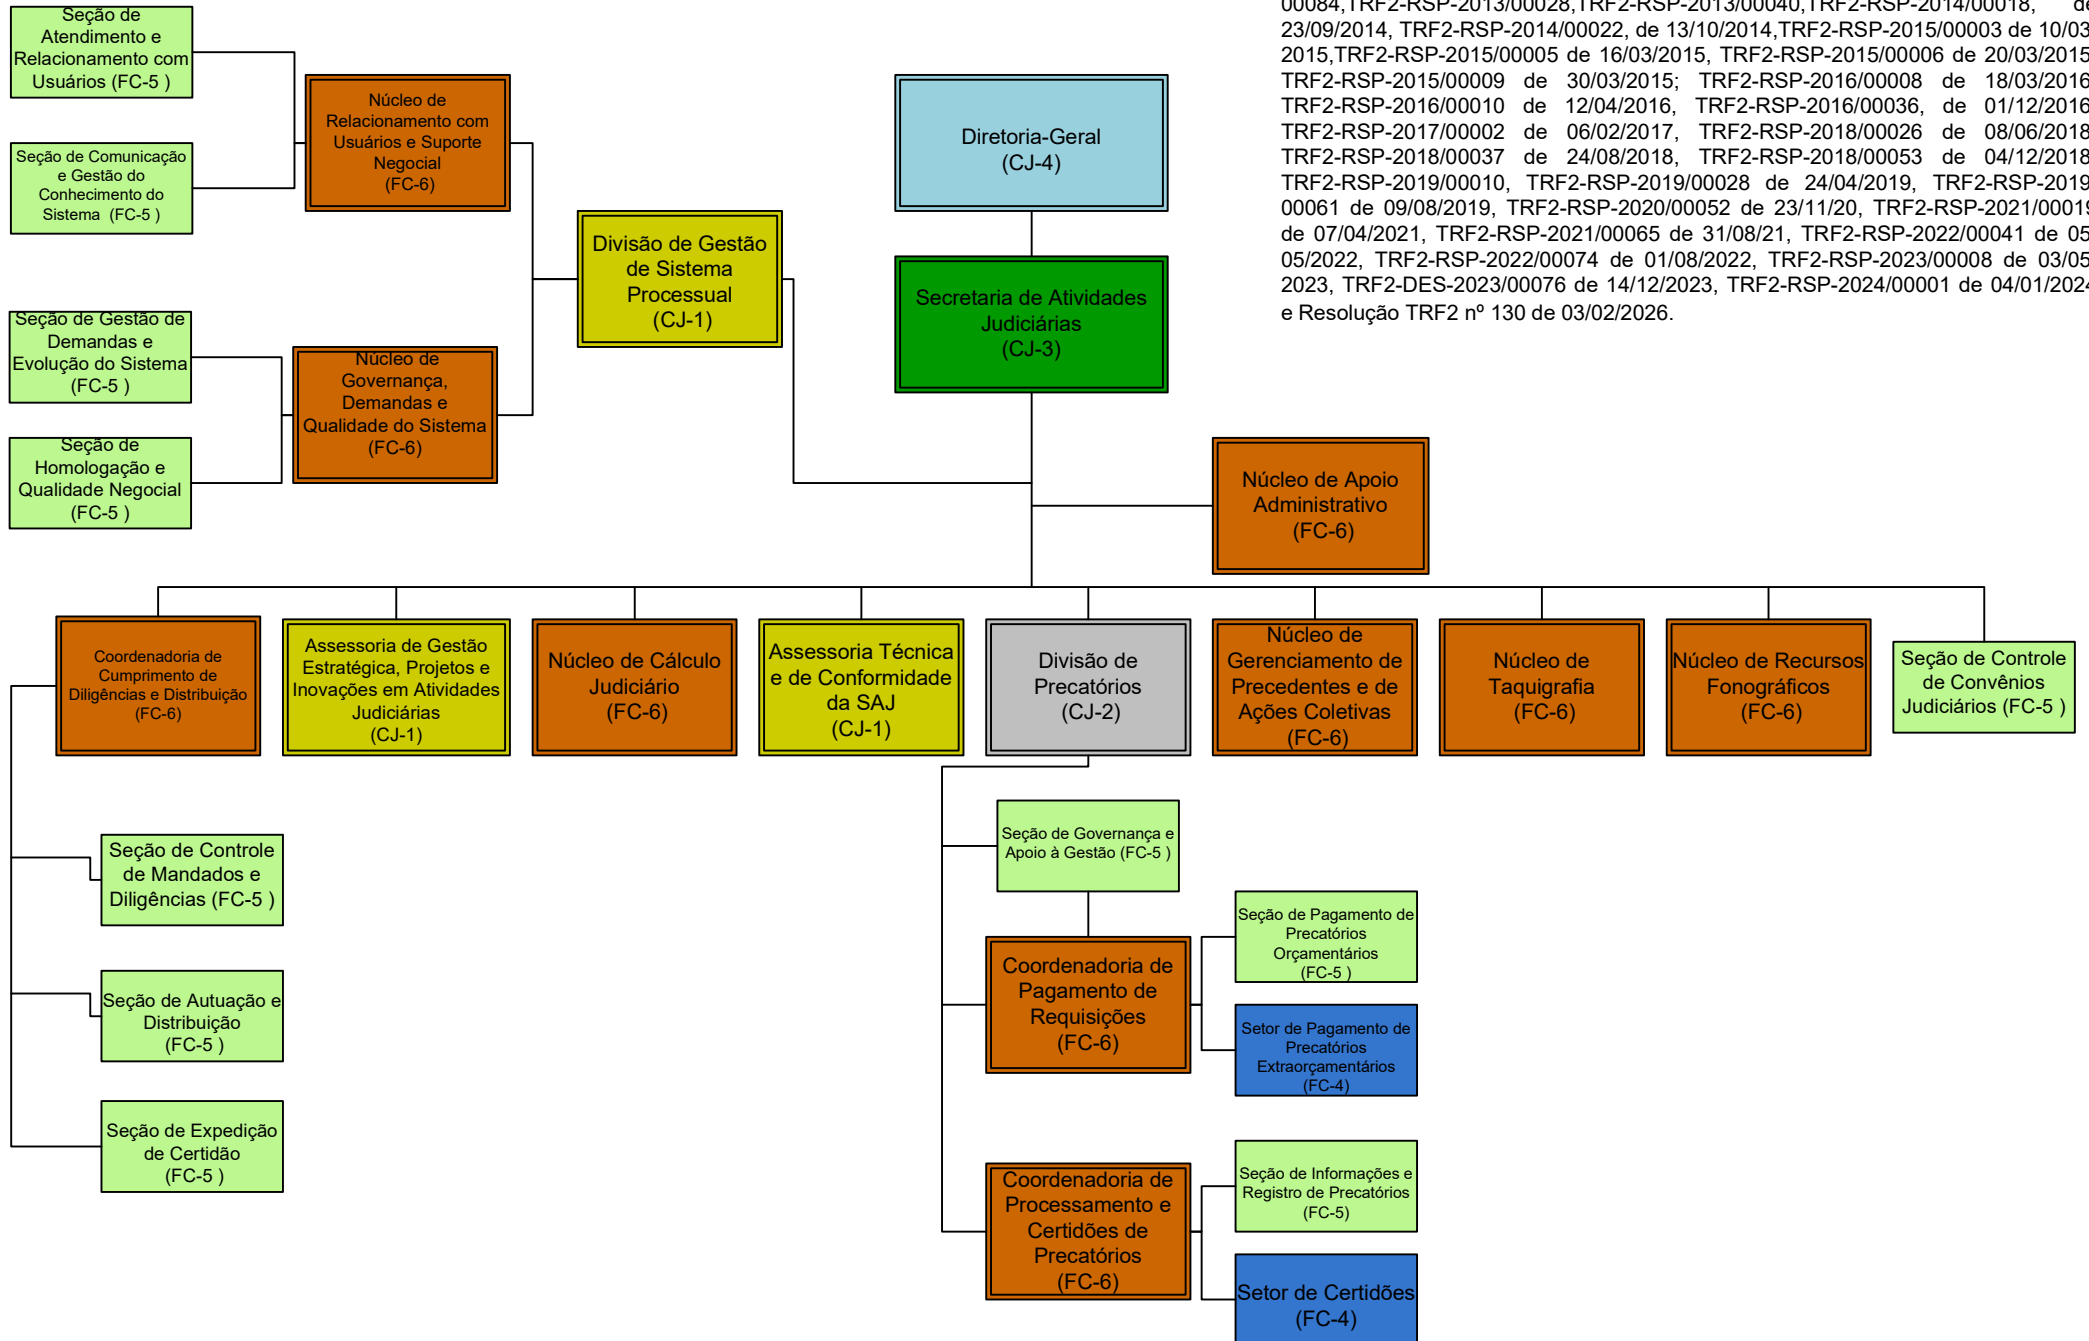 Seção de
Atendimento e
Relacionamento com
Usuários (FC-5 )
Seção de Comunicação
e Gestão do
Conhecimento do
Sistema  (FC-5 )
Seção de Gestão de
Demandas e
Evolução do Sistema
(FC-5 )
Seção de
Homologação e
Qualidade Negocial
(FC-5 )
Núcleo de
Relacionamento com
Usuários e Suporte
Negocial
(FC-6)
Núcleo de
Governança,
Demandas e
Qualidade do Sistema
(FC-6)
Divisão de Gestão
de Sistema
Processual
(CJ-1)
Diretoria-Geral
(CJ-4)
Secretaria de Atividades
Judiciárias
(CJ-3)
00084,TRF2-RSP-2013/00028,TRF2-RSP-2013/00040,TRF2-RSP-2014/00018, de
23/09/2014, TRF2-RSP-2014/00022, de 13/10/2014,TRF2-RSP-2015/00003 de 10/03
2015,TRF2-RSP-2015/00005 de 16/03/2015, TRF2-RSP-2015/00006 de 20/03/2015
TRF2-RSP-2015/00009 de 30/03/2015; TRF2-RSP-2016/00008 de 18/03/2016
TRF2-RSP-2016/00010 de 12/04/2016, TRF2-RSP-2016/00036, de 01/12/2016
TRF2-RSP-2017/00002 de 06/02/2017, TRF2-RSP-2018/00026 de 08/06/2018
TRF2-RSP-2018/00037 de 24/08/2018, TRF2-RSP-2018/00053 de 04/12/2018
TRF2-RSP-2019/00010, TRF2-RSP-2019/00028 de 24/04/2019, TRF2-RSP-2019
00061 de 09/08/2019, TRF2-RSP-2020/00052 de 23/11/20, TRF2-RSP-2021/00019
de 07/04/2021, TRF2-RSP-2021/00065 de 31/08/21, TRF2-RSP-2022/00041 de 05
05/2022, TRF2-RSP-2022/00074 de 01/08/2022, TRF2-RSP-2023/00008 de 03/05
2023, TRF2-DES-2023/00076 de 14/12/2023, TRF2-RSP-2024/00001 de 04/01/2024
e Resolução TRF2 nº 130 de 03/02/2026.
Núcleo de Apoio
Administrativo
(FC-6)
Coordenadoria de
Cumprimento de
Diligências e Distribuição
(FC-6)
Assessoria de Gestão
Estratégica, Projetos e
Inovações em Atividades
Judiciárias
(CJ-1)
Núcleo de Cálculo
Judiciário
(FC-6)
Assessoria Técnica
e de Conformidade
da SAJ
(CJ-1)
Divisão de
Precatórios
(CJ-2)
Núcleo de
Gerenciamento de
Precedentes e de
Ações Coletivas
(FC-6)
Núcleo de
Taquigrafia
(FC-6)
Núcleo de Recursos
Fonográficos
(FC-6)
Seção de Controle
de Convênios
Judiciários (FC-5 )
Seção de Controle
de Mandados e
Diligências (FC-5 )
Seção de Autuação e
Distribuição
(FC-5 )
Seção de Expedição
de Certidão
(FC-5 )
Seção de Governança e
Apoio à Gestão (FC-5 )
Coordenadoria de
Pagamento de
Requisições
(FC-6)
Seção de Pagamento de
Precatórios
Orçamentários
(FC-5 )
Setor de Pagamento de
Precatórios
Extraorçamentários
(FC-4)
Coordenadoria de
Processamento e
Certidões de
Precatórios
(FC-6)
Seção de Informações e
Registro de Precatórios
(FC-5)
Setor de Certidões
(FC-4)